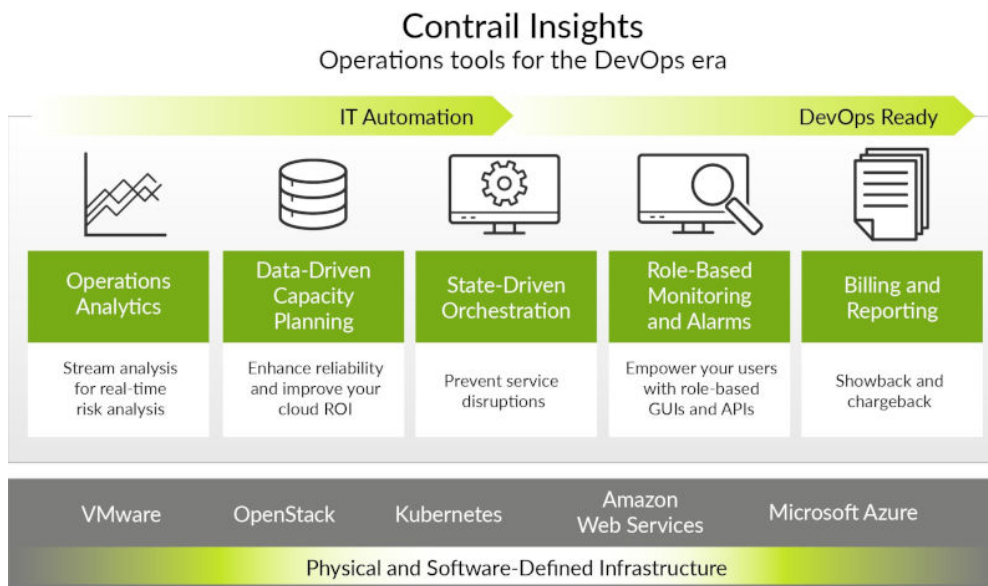 Contrail Insights
Operations tools for the DevOps era
IT Automation
DevOps Ready
Operations
Analytics
Stream analysis
for real-time
risk analysis
Data-Driven
Capacity
Planning
Enhance reliability
and improve your
cloud ROI
State-Driven
Orchestration
Prevent service
disruptions
Role-Based
Monitoring
and Alarms
Empower your users
with role-based
GUIs and APIs
Billing and
Reporting
Showback and
chargeback
VMware
OpenStack
Kubernetes
Amazon
Web Services
Microsoft Azure
Physical and Software-Defined Infrastructure